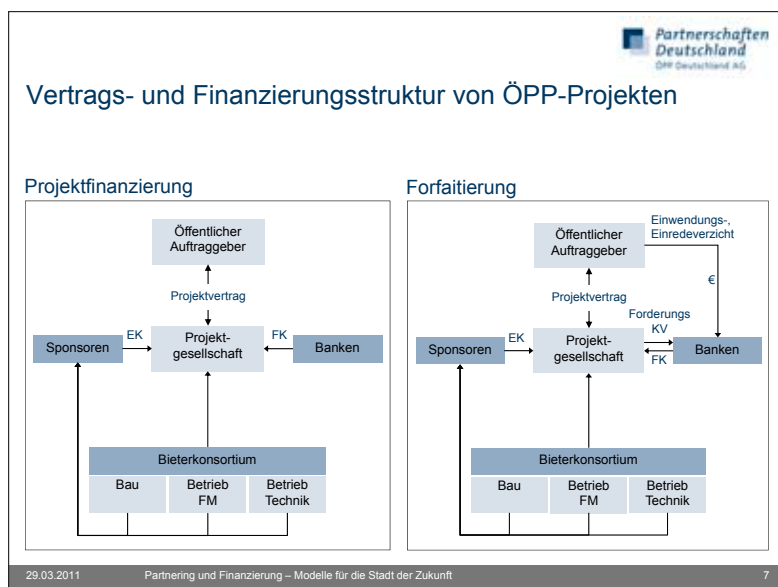 Partnerschaften
Deutschland
ÖPP Deutschland AG
Vertrags- und Finanzierungsstruktur von ÖPP-Projekten
Projektfinanzierung
Öffentlicher
Auftraggeber
Projektvertrag
Sponsoren
EK
Projekt-
gesellschaft
FK
Banken
Bieterkonsortium
Bau
Betrieb
FM
Betrieb
Technik
Forfaitierung
Öffentlicher
Auftraggeber
Einwendungs-,
Einredeverzicht
€
Projektvertrag
Forderungs
KV
Sponsoren
EK
Projekt-
gesellschaft
FK
Banken
Bieterkonsortium
Bau
Betrieb
FM
Betrieb
Technik
29.03.2011 Partnering und Finanzierung – Modelle für die Stadt der Zukunft 7